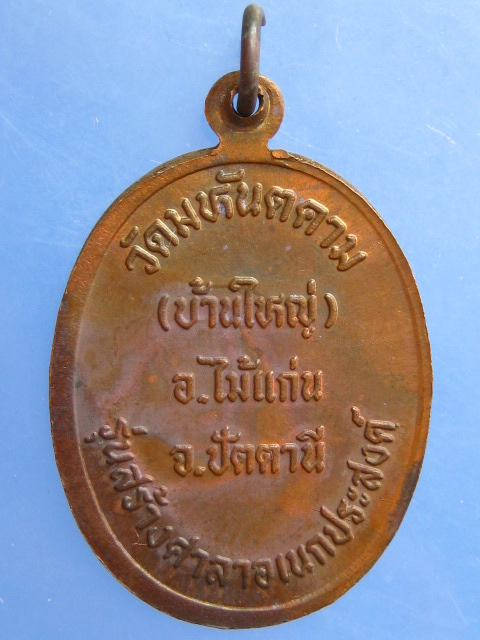 วัดมหันตคาม
(บ้านใหญ่)
อ.ไม้แก่น
จ.ปัตตานี
รุ่นสร้างศาลาอเนกประสงค์